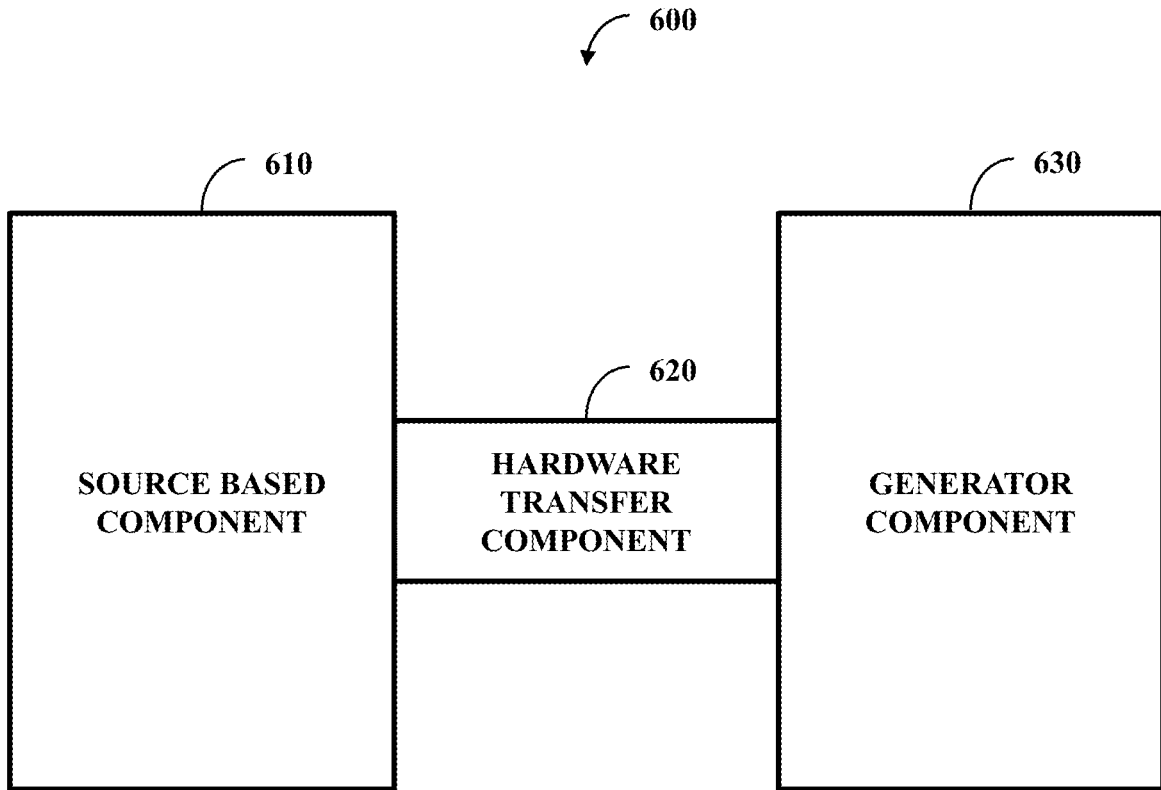 600
610
630
620
SOURCE BASED
COMPONENT
HARDWARE
TRANSFER
COMPONENT
GENERATOR
COMPONENT